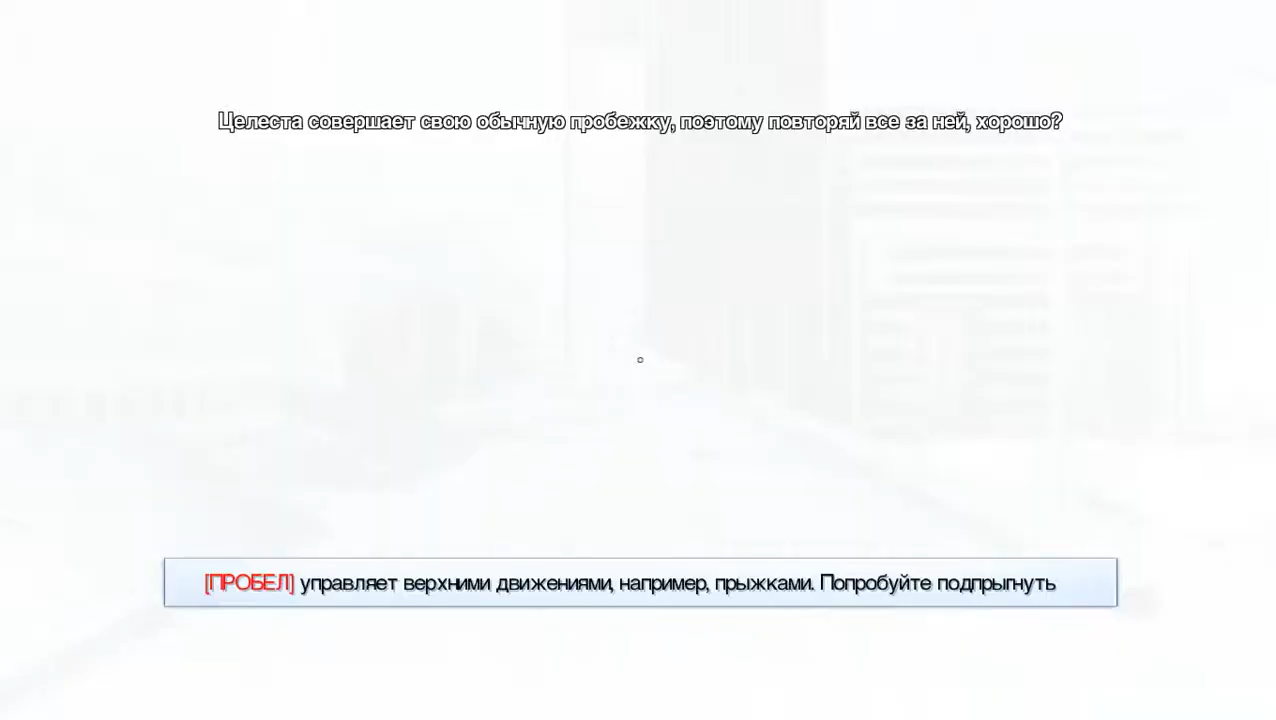 Целеста совершает свою обычную пробежку, поэтому повторяй все за ней, хорошо?
[ПРОБЕЛ] управляет верхними движениями, например, прыжками. Попробуйте подпрыгнуть